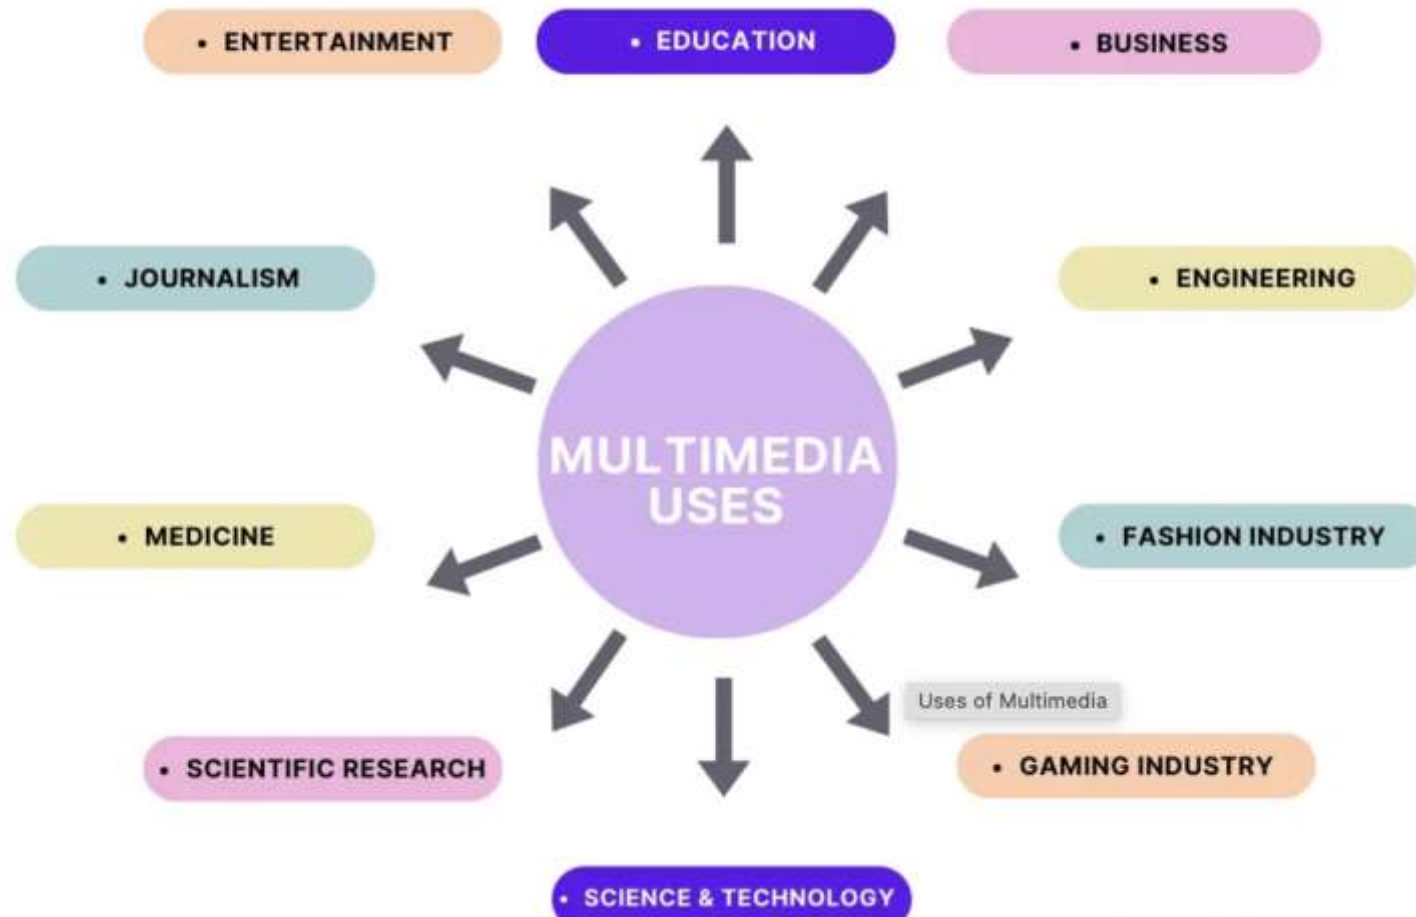 • ENTERTAINMENT
• EDUCATION
• BUSINESS
• JOURNALISM
• ENGINEERING
MULTIMEDIA
USES
• MEDICINE
• FASHION INDUSTRY
Uses of Multimedia
• SCIENTIFIC RESEARCH
• GAMING INDUSTRY
• SCIENCE & TECHNOLOGY